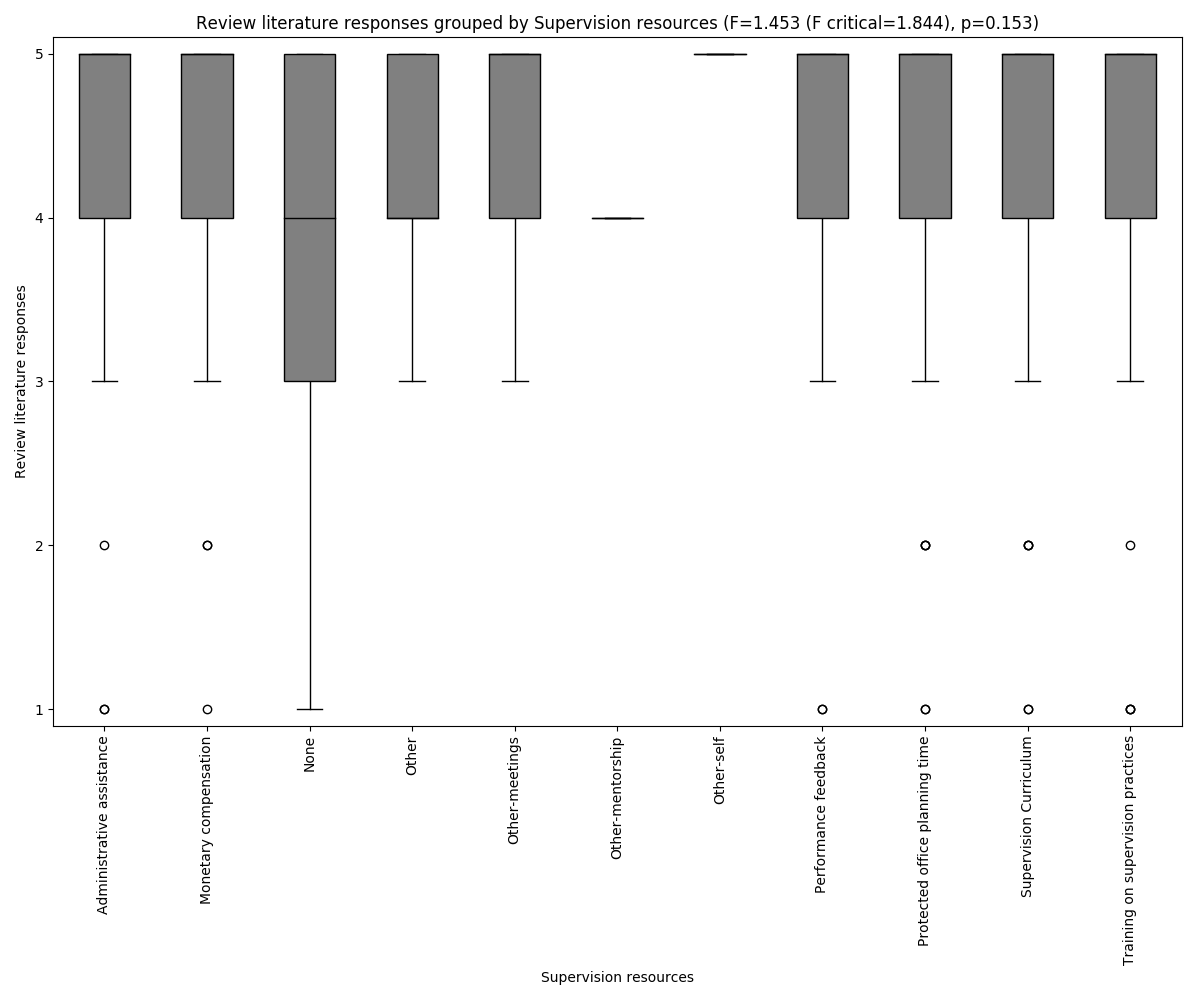 Review literature responses grouped by Supervision resources (F=1.453 (F critical=1.844), p=0.153)
Review literature responses
5
4
3
2
1
Administrative assistance
Monetary compensation
None
Other
Other-meetings
Other-mentorship
Other-self
Performance feedback
Protected office planning time
Supervision Curriculum
Training on supervision practices
Supervision resources